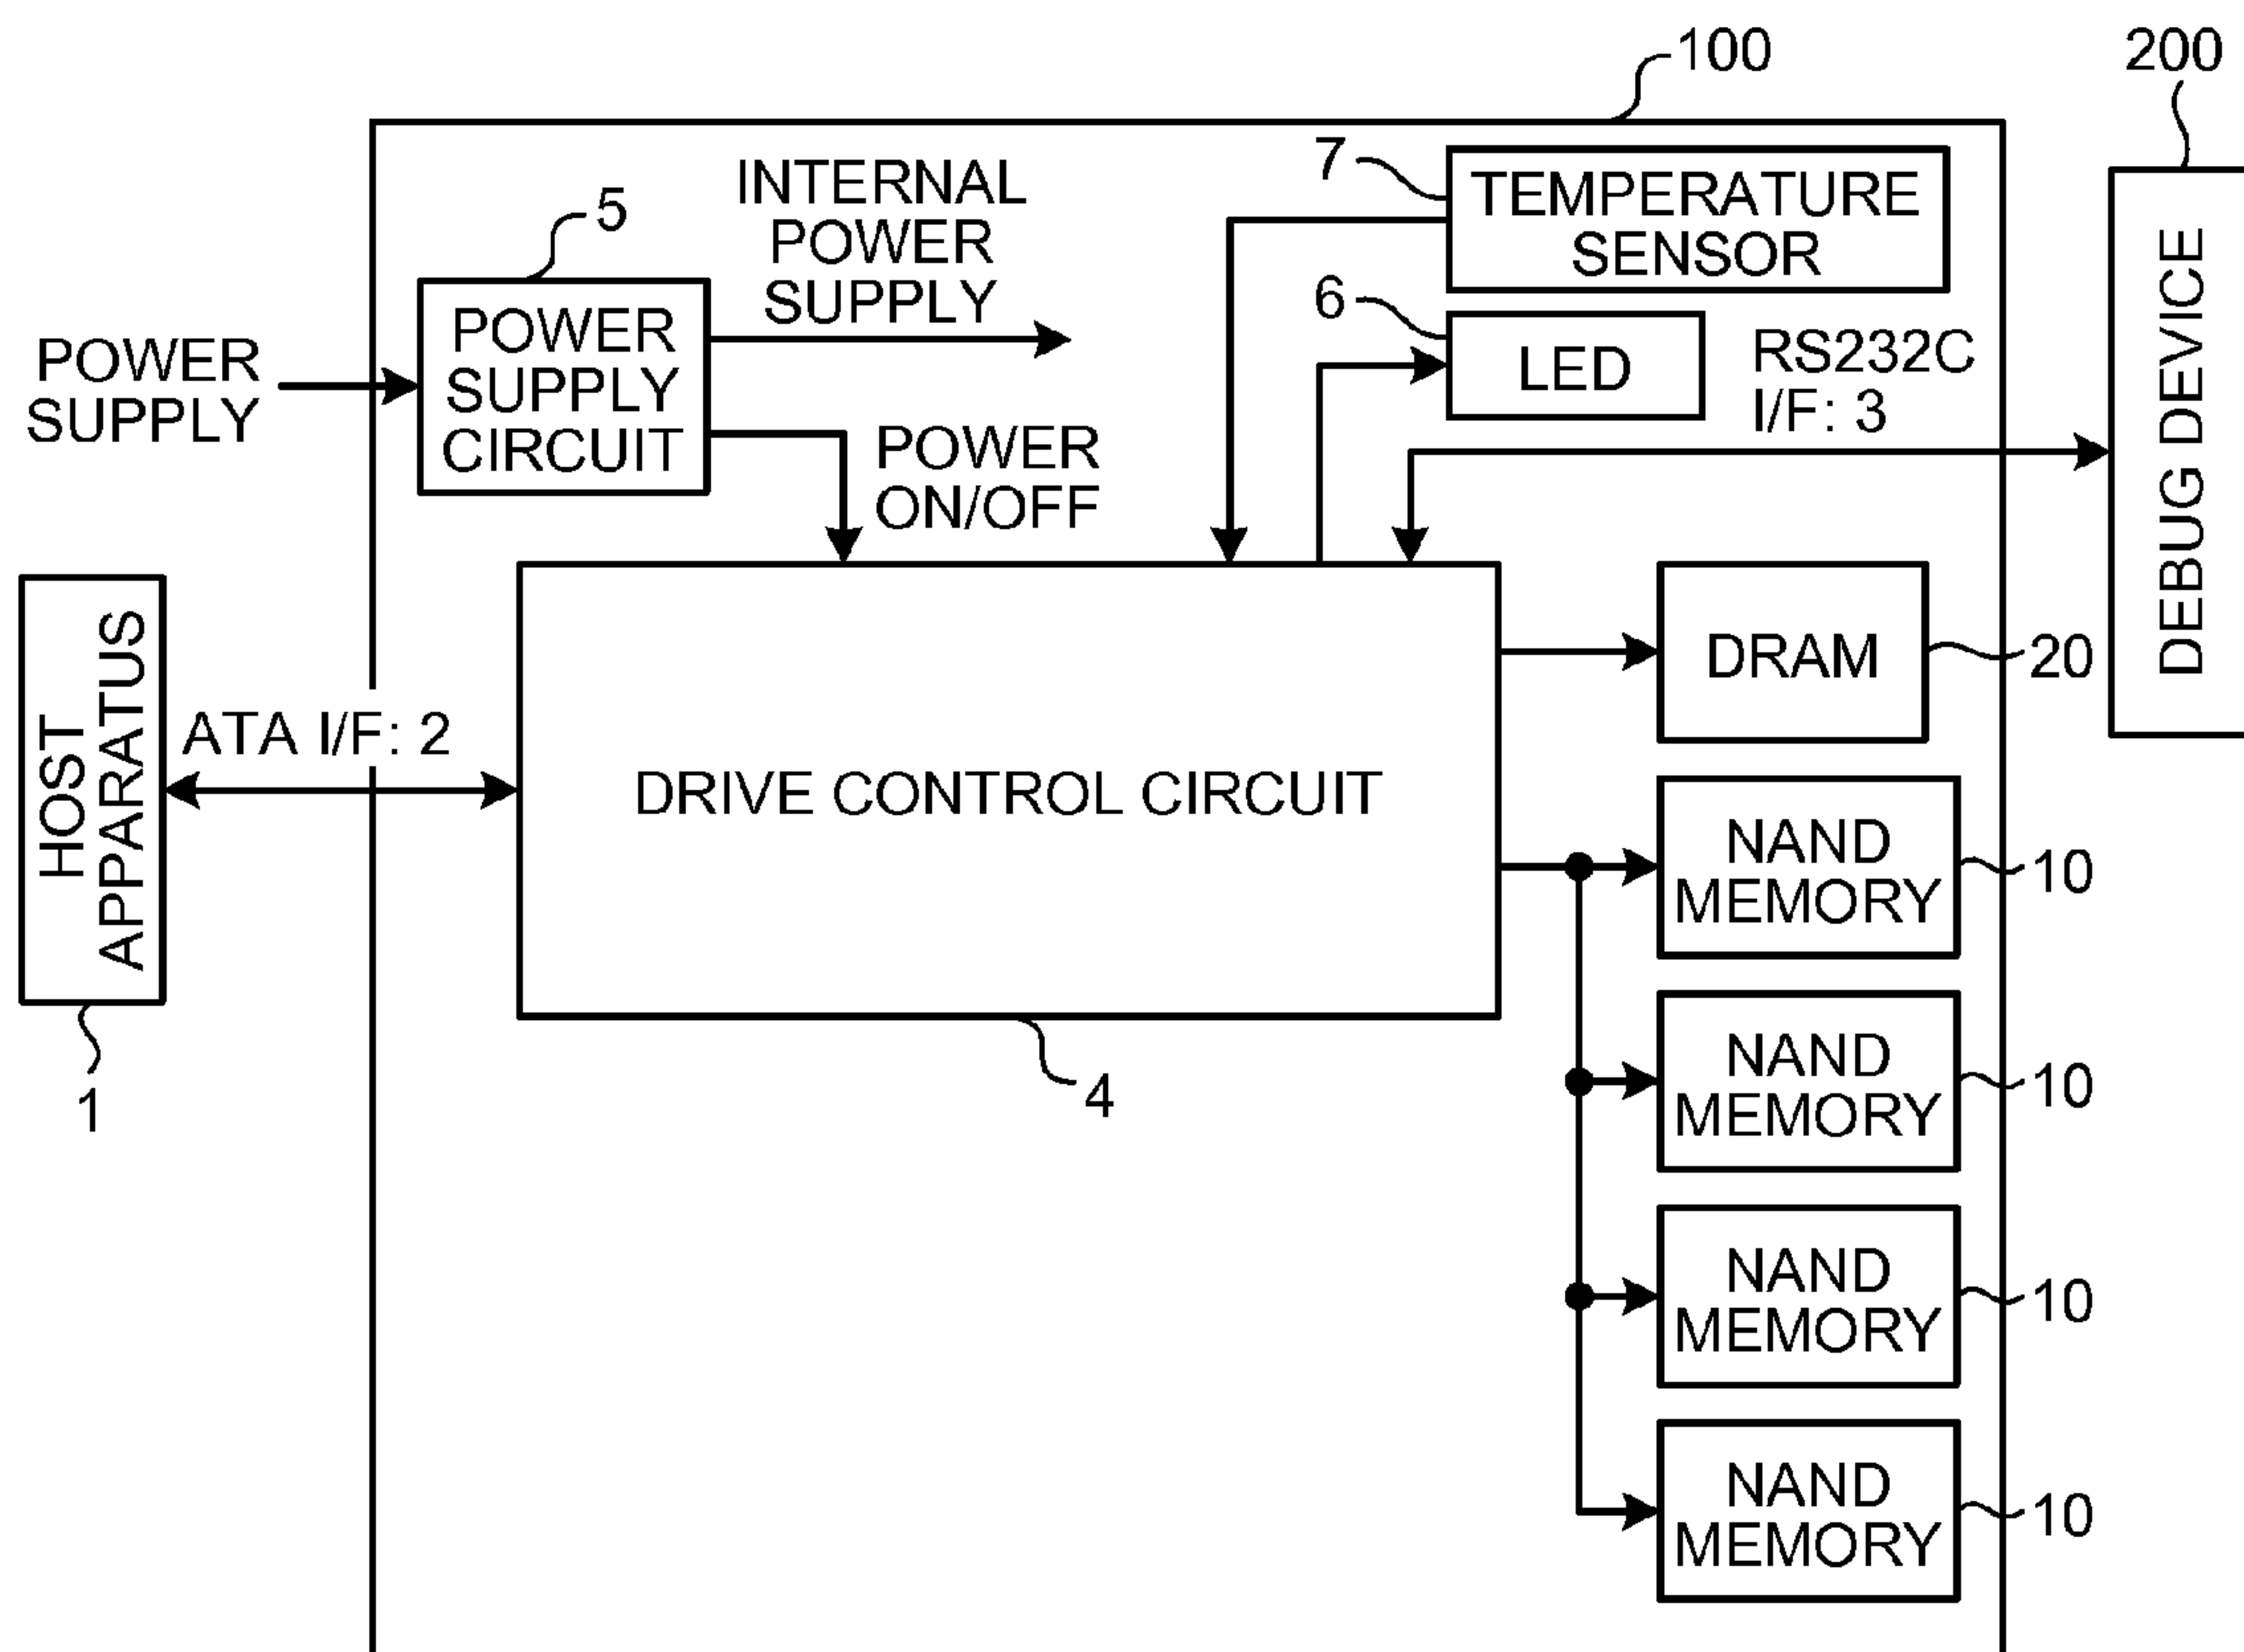 100
200
7
TEMPERATURE
SENSOR
INTERNAL
POWER
SUPPLY
5
POWER
SUPPLY
CIRCUIT
POWER
SUPPLY
6
LED
RS232C
I/F: 3
DEBUG DEVICE
POWER
ON/OFF
HOST
APPARATUS
1
ATA I/F: 2
DRIVE CONTROL CIRCUIT
4
DRAM
20
NAND
MEMORY
10
NAND
MEMORY
10
NAND
MEMORY
10
NAND
MEMORY
10